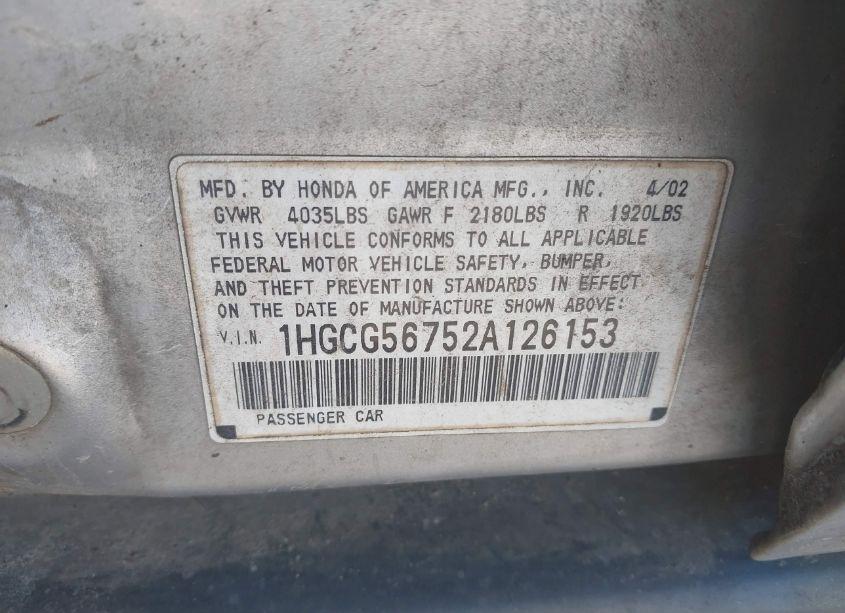 MFD. BY HONDA OF AMERICA MFG., INC. 4/02
GVWR 4035LBS GAWR F 2180LBS R 1920LBS
THIS VEHICLE CONFORMS TO ALL APPLICABLE
FEDERAL MOTOR VEHICLE SAFETY, BUMPER,
AND THEFT PREVENTION STANDARDS IN EFFECT
ON THE DATE OF MANUFACTURE SHOWN ABOVE:
V.I.N. 1HGCG56752A126153
PASSENGER CAR